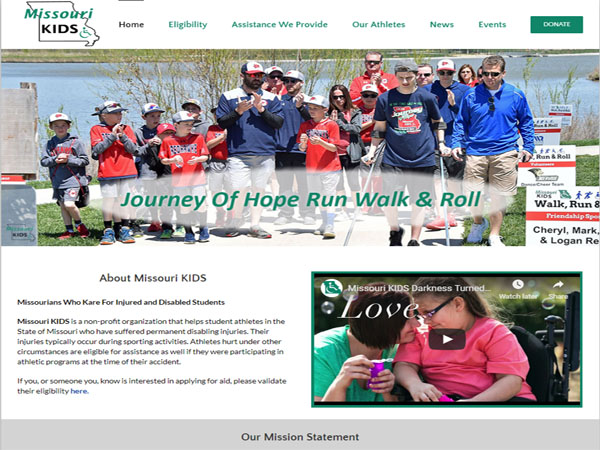 Missouri
KIDS
Home Eligibility Assistance We Provide Our Athletes News Events DONATE
Run & Roll
Volunteers
Dance/Cheer Team
Walk, Run &
Friendship Spo
Cheryl, Mark,
& Logan Re
Journey Of Hope Run Walk & Roll
Missouri
KIDS
About Missouri KIDS
Missourians Who Kare For Injured and Disabled Students
Missouri KIDS is a non-profit organization that helps student athletes in the
State of Missouri who have suffered permanent disabling injuries. Their
injuries typically occur during sporting activities. Athletes hurt under other
circumstances are eligible for assistance as well if they were participating in
athletic programs at the time of their accident.
If you, or someone you, know is interested in applying for aid, please validate
their eligibility here.
Missouri KIDS Darkness Turned...
Watch later Share
Love
Our Mission Statement